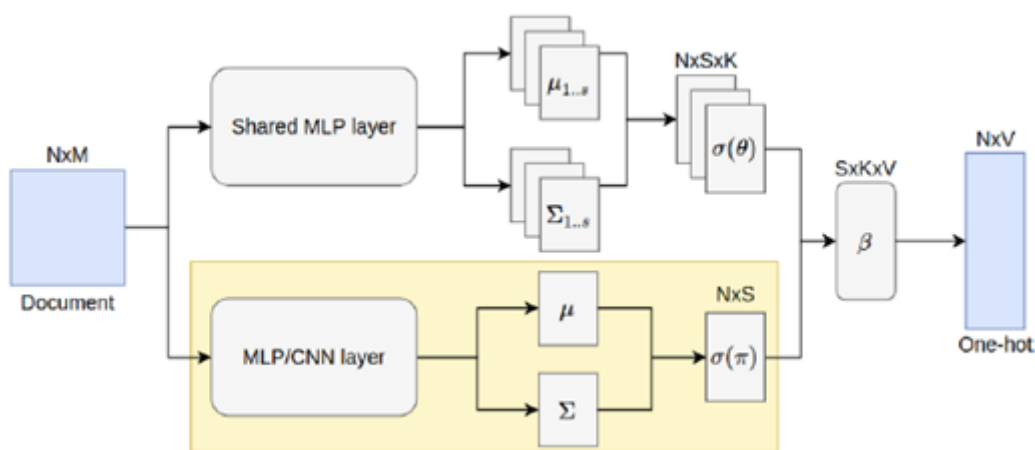 NxM
Document
Shared MLP layer
μ₁..ₛ
Σ₁..ₛ
NxSxK
σ(θ)
MLP/CNN layer
μ
Σ
NxS
σ(π)
SxKxV
β
NxV
One-hot